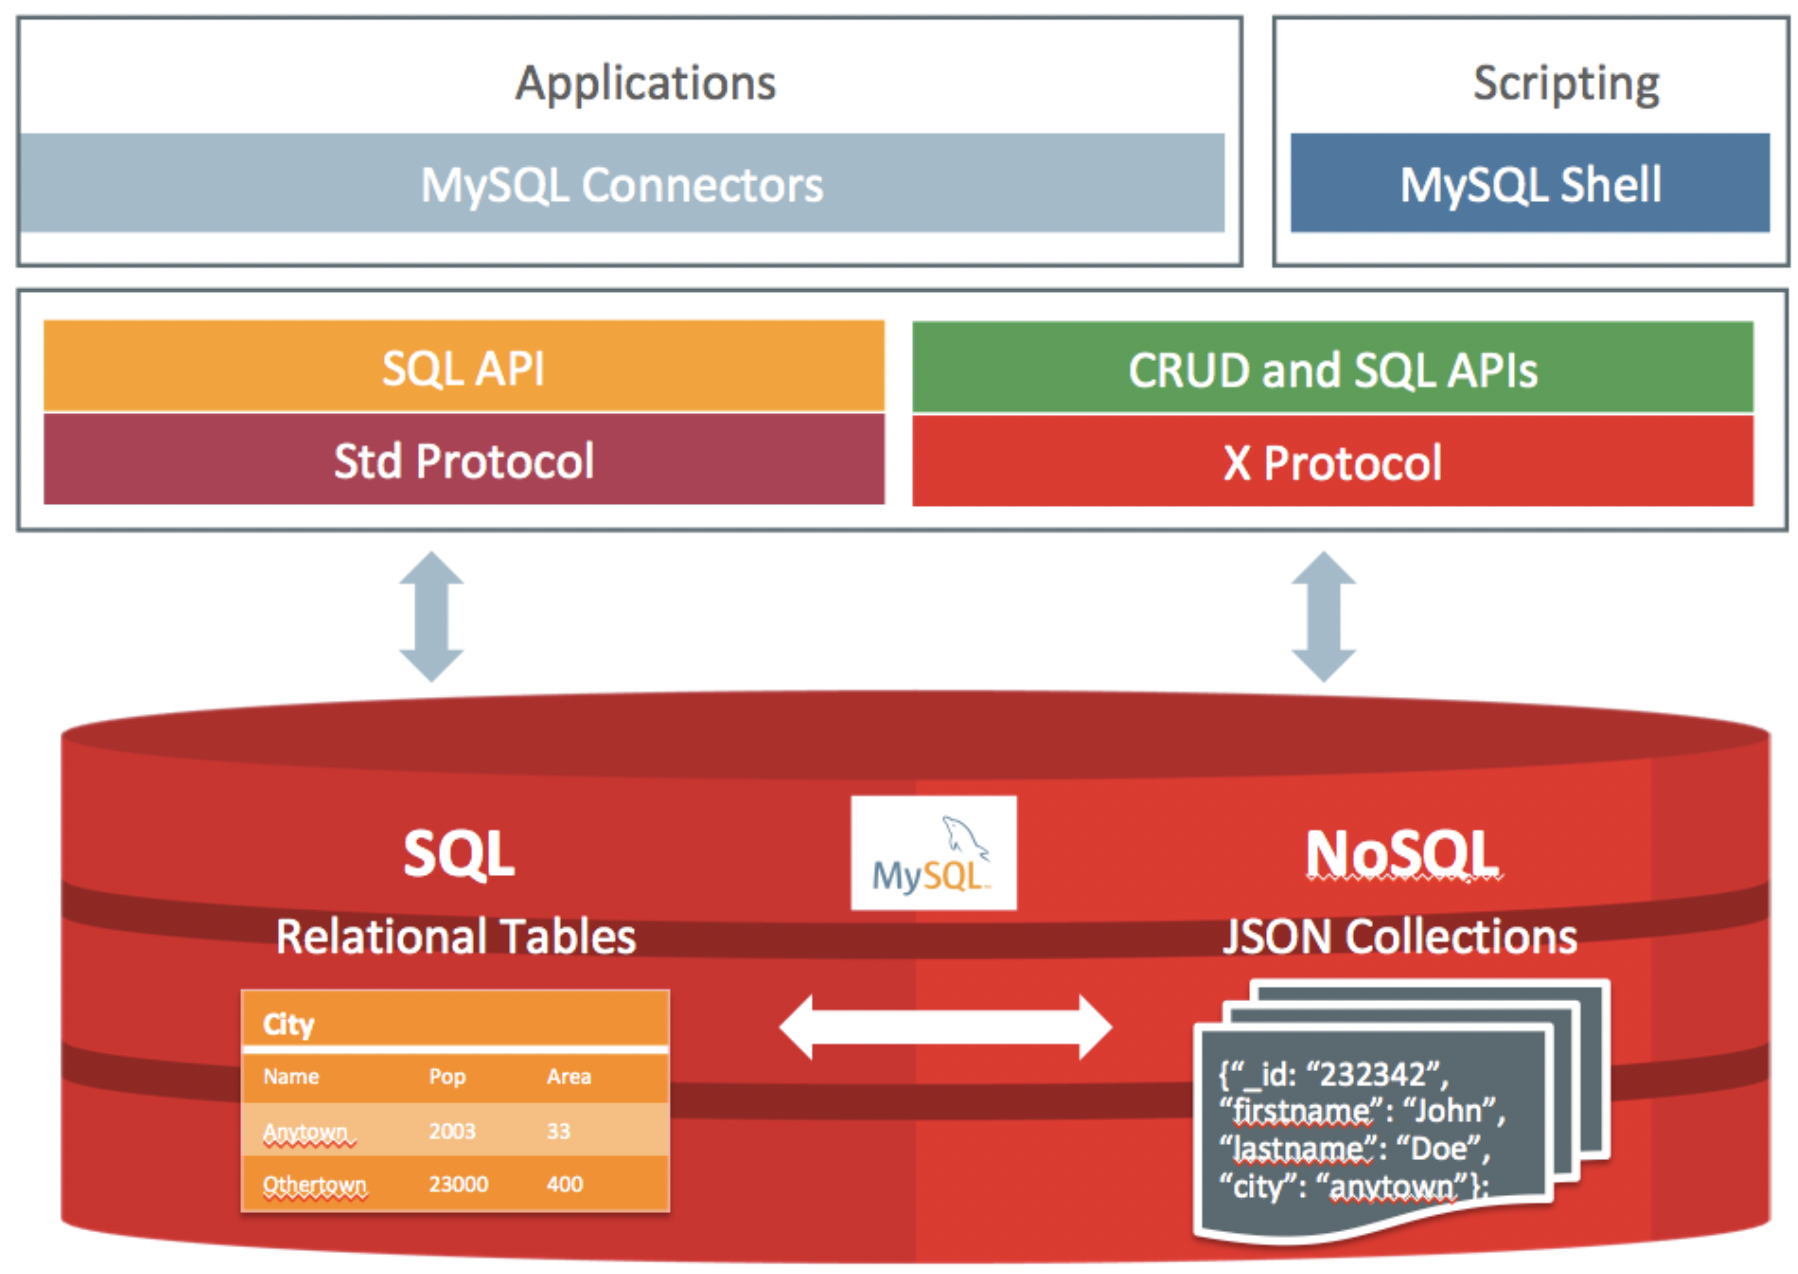 Applications
Scripting
MySQL Connectors
MySQL Shell
SQL API
CRUD and SQL APIs
Std Protocol
X Protocol
SQL
MySQL™
NoSQL
Relational Tables
JSON Collections
City
Name Pop Area
Anytown 2003 33
Othertown 23000 400
{“_id: “232342”,
“firstname”: “John”,
“lastname”: “Doe”,
“city”: “anytown”};